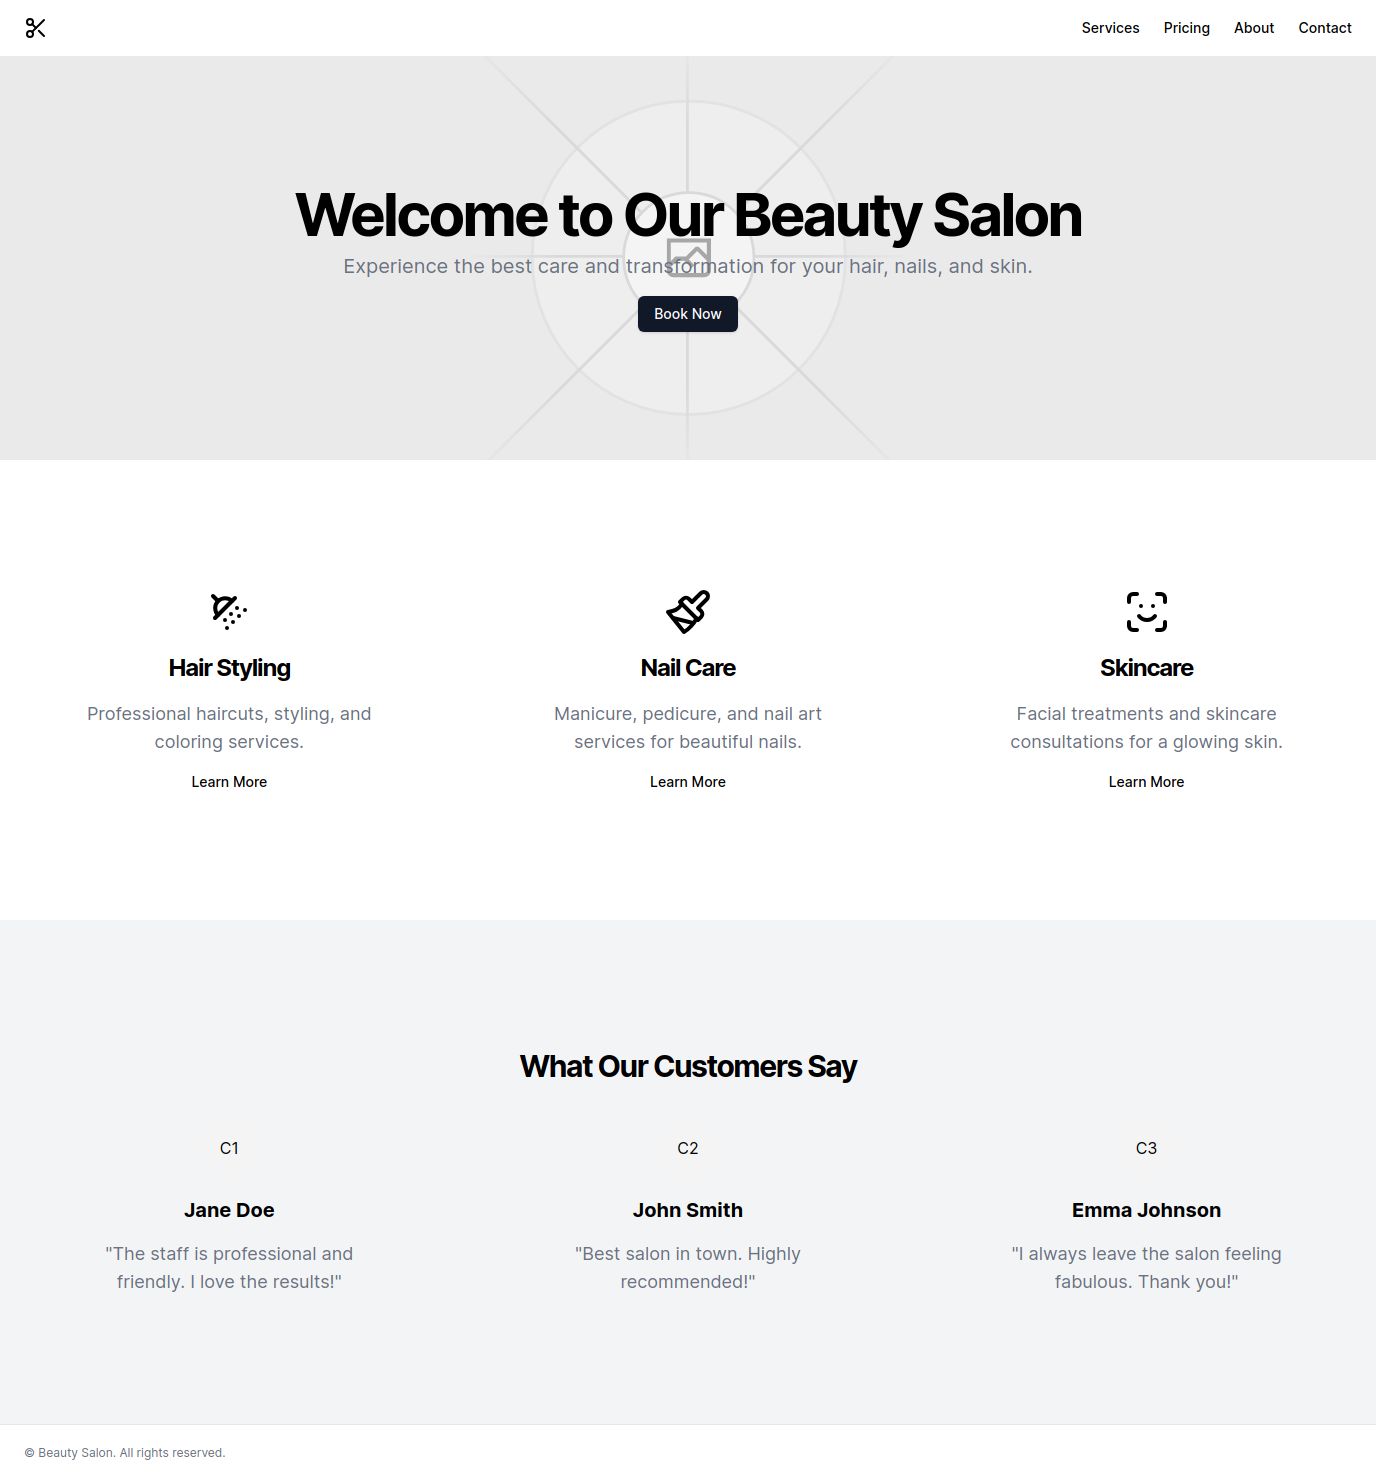 Services Pricing About Contact
Welcome to Our Beauty Salon
Experience the best care and transformation for your hair, nails, and skin.
Book Now
Hair Styling
Professional haircuts, styling, and
coloring services.
Learn More
Nail Care
Manicure, pedicure, and nail art
services for beautiful nails.
Learn More
Skincare
Facial treatments and skincare
consultations for a glowing skin.
Learn More
What Our Customers Say
C1
Jane Doe
"The staff is professional and
friendly. I love the results!"
C2
John Smith
"Best salon in town. Highly
recommended!"
C3
Emma Johnson
"I always leave the salon feeling
fabulous. Thank you!"
© Beauty Salon. All rights reserved.